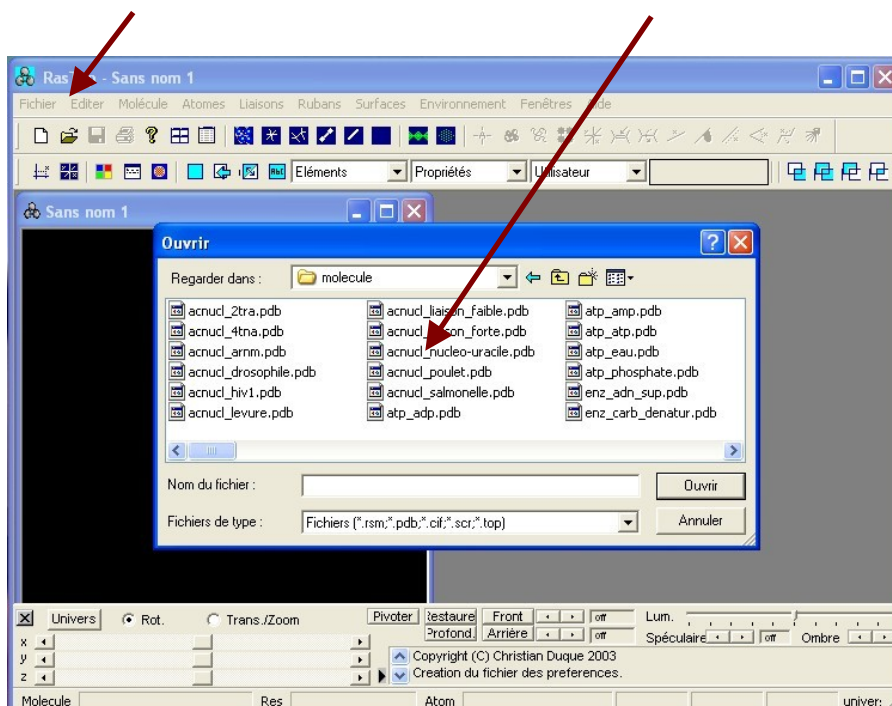 Sans nom 1
Fichier Editer Molécule Atomes Liaisons Rubans Surfaces Environnement Fenêtres
Eléments Propriétés Utilisateur
Sans nom 1
Ouvrir
Regarder dans : molecule
acnucl_2tra.pdb acnucl_liaison_faible.pdb atp_amp.pdb
acnucl_4tna.pdb acnucl_liaison_forte.pdb atp_atp.pdb
acnucl_arnm.pdb acnucl_nucleo-uracile.pdb atp_eau.pdb
acnucl_drosophile.pdb acnucl_poulet.pdb atp_phosphate.pdb
acnucl_hiv1.pdb acnucl_salmonelle.pdb enz_adn_sup.pdb
acnucl_levure.pdb atp_adp.pdb enz_carb_denatur.pdb
Nom du fichier : Ouvrir
Fichiers de type : Fichiers (*.rsm;*.pdb;*.cif;*.scr;*.top) Annuler
Univers Rot. Trans./Zoom Pivoter Restaure Front off Lum.
Profond. Arrière off Spéculaire off Ombre
x
y Copyright (C) Christian Duque 2003
z Creation du fichier des preferences.
Molecule Res Atom univer: